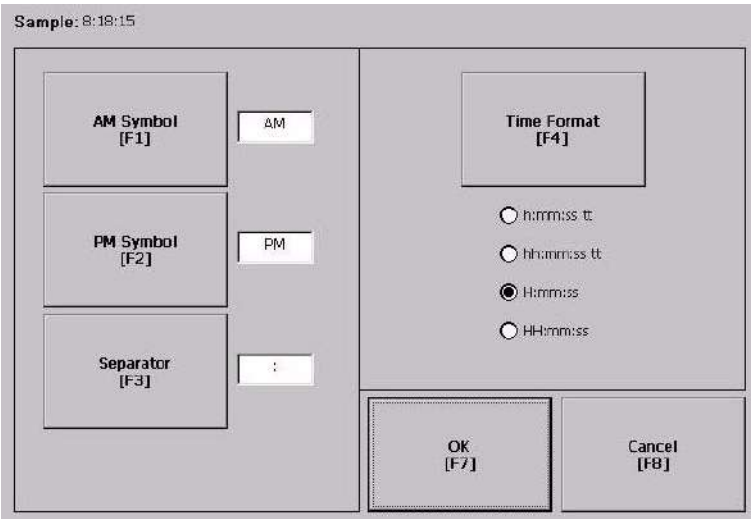 Sample: 8:18:15
AM Symbol
[F1]
AM
PM Symbol
[F2]
PM
Separator
[F3]
:
Time Format
[F4]
h:mm:ss tt
hh:mm:ss tt
H:mm:ss
HH:mm:ss
OK
[F7]
Cancel
[F8]